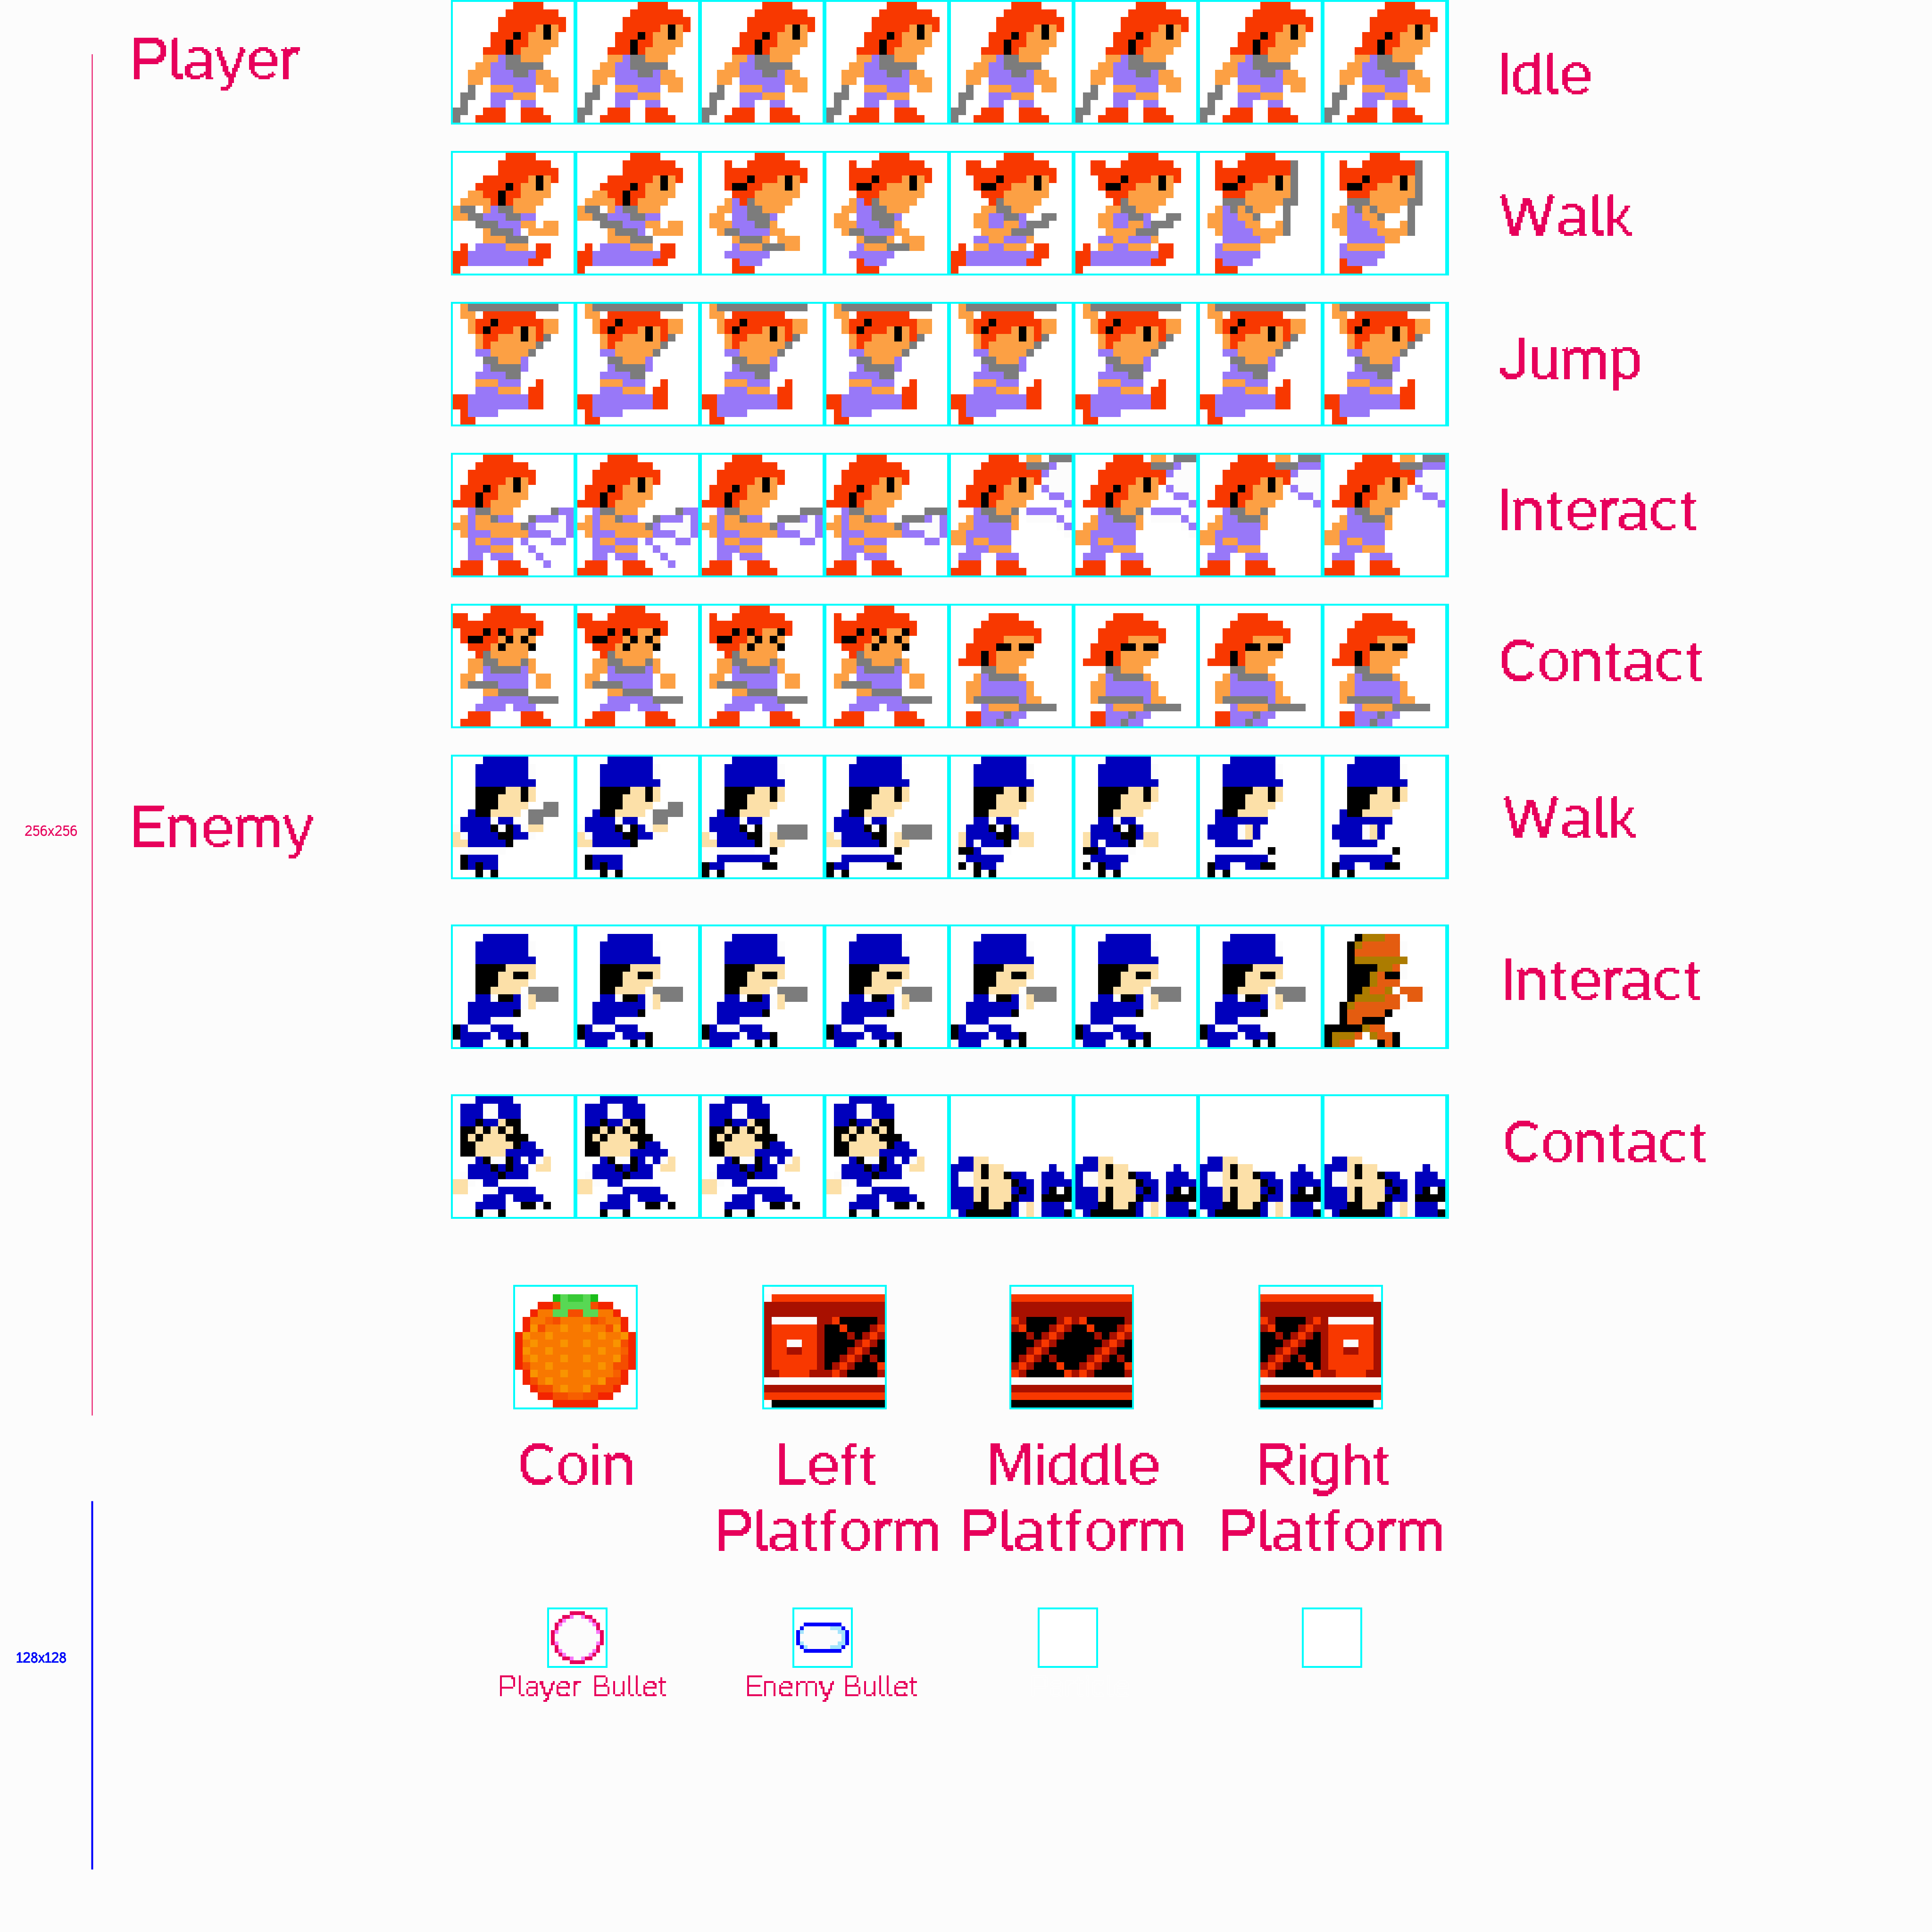 Player
Idle
Walk
Jump
Interact
Contact
256x256
Enemy
Walk
Interact
Contact
Coin
Left
Platform
Middle
Platform
Right
Platform
128x128
Player Bullet
Enemy Bullet